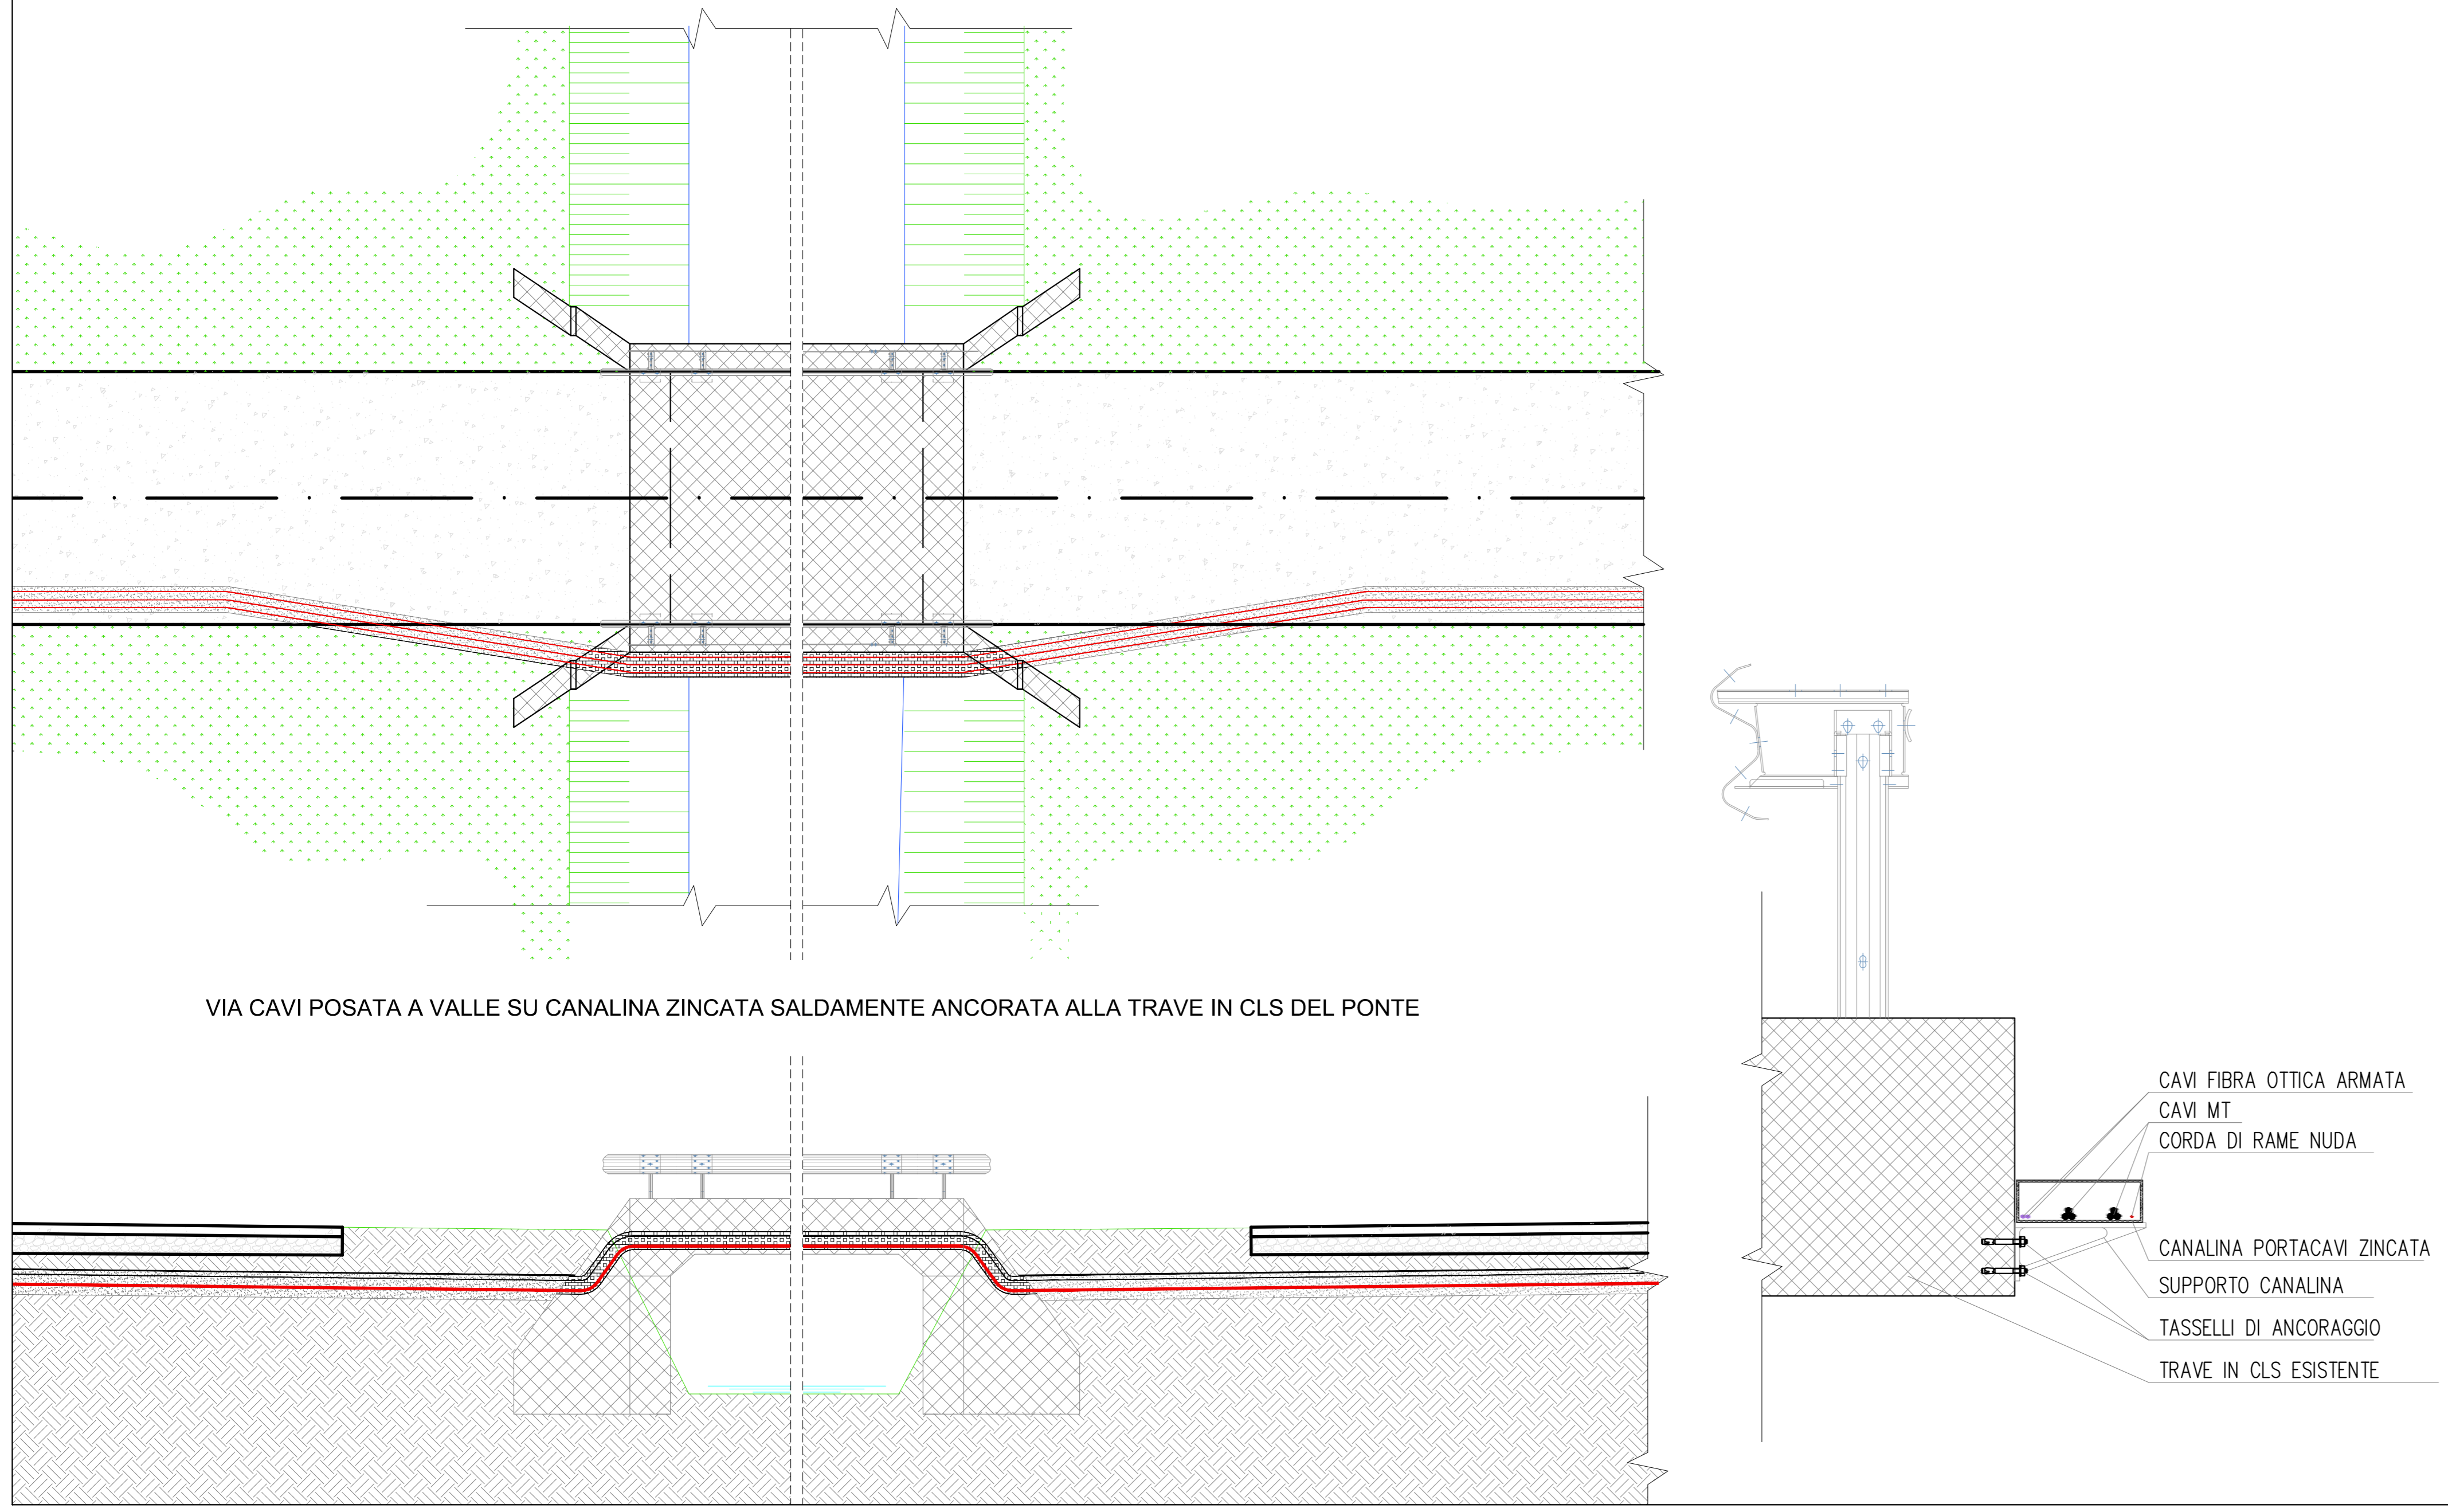 VIA CAVI POSATA A VALLE SU CANALINA ZINCATA SALDAMENTE ANCORATA ALLA TRAVE IN CLS DEL PONTE
CAVI FIBRA OTTICA ARMATA
CAVI MT
CORDA DI RAME NUDA
CANALINA PORTACAVI ZINCATA
SUPPORTO CANALINA
TASSELLI DI ANCORAGGIO
TRAVE IN CLS ESISTENTE